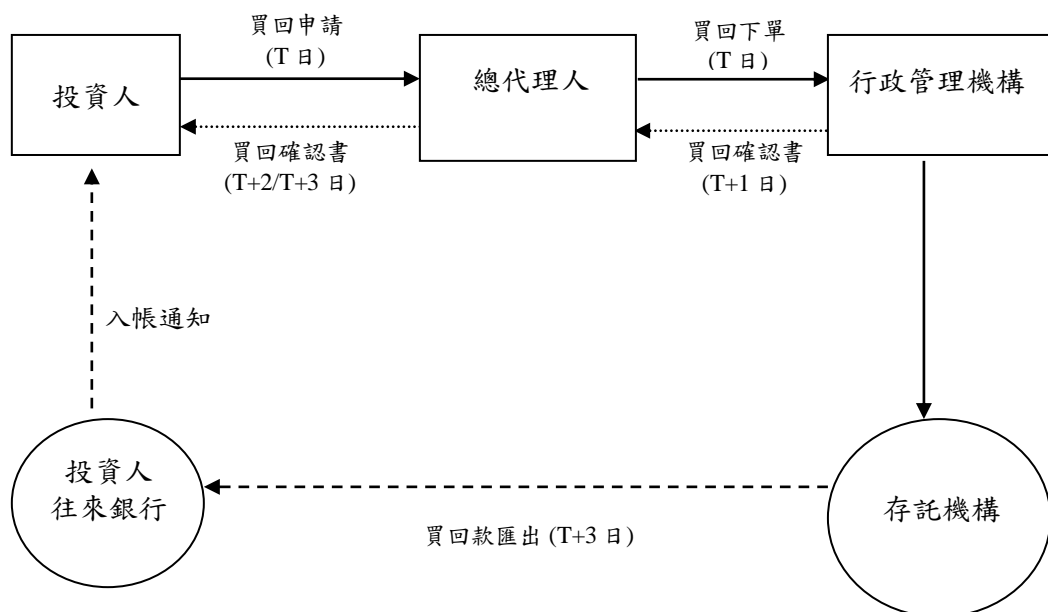 買回申請
(T 日)
買回下單
(T 日)
投資人
總代理人
行政管理機構
買回確認書
(T+2/T+3 日)
買回確認書
(T+1 日)
入帳通知
投資人
往來銀行
存託機構
買回款匯出 (T+3 日)